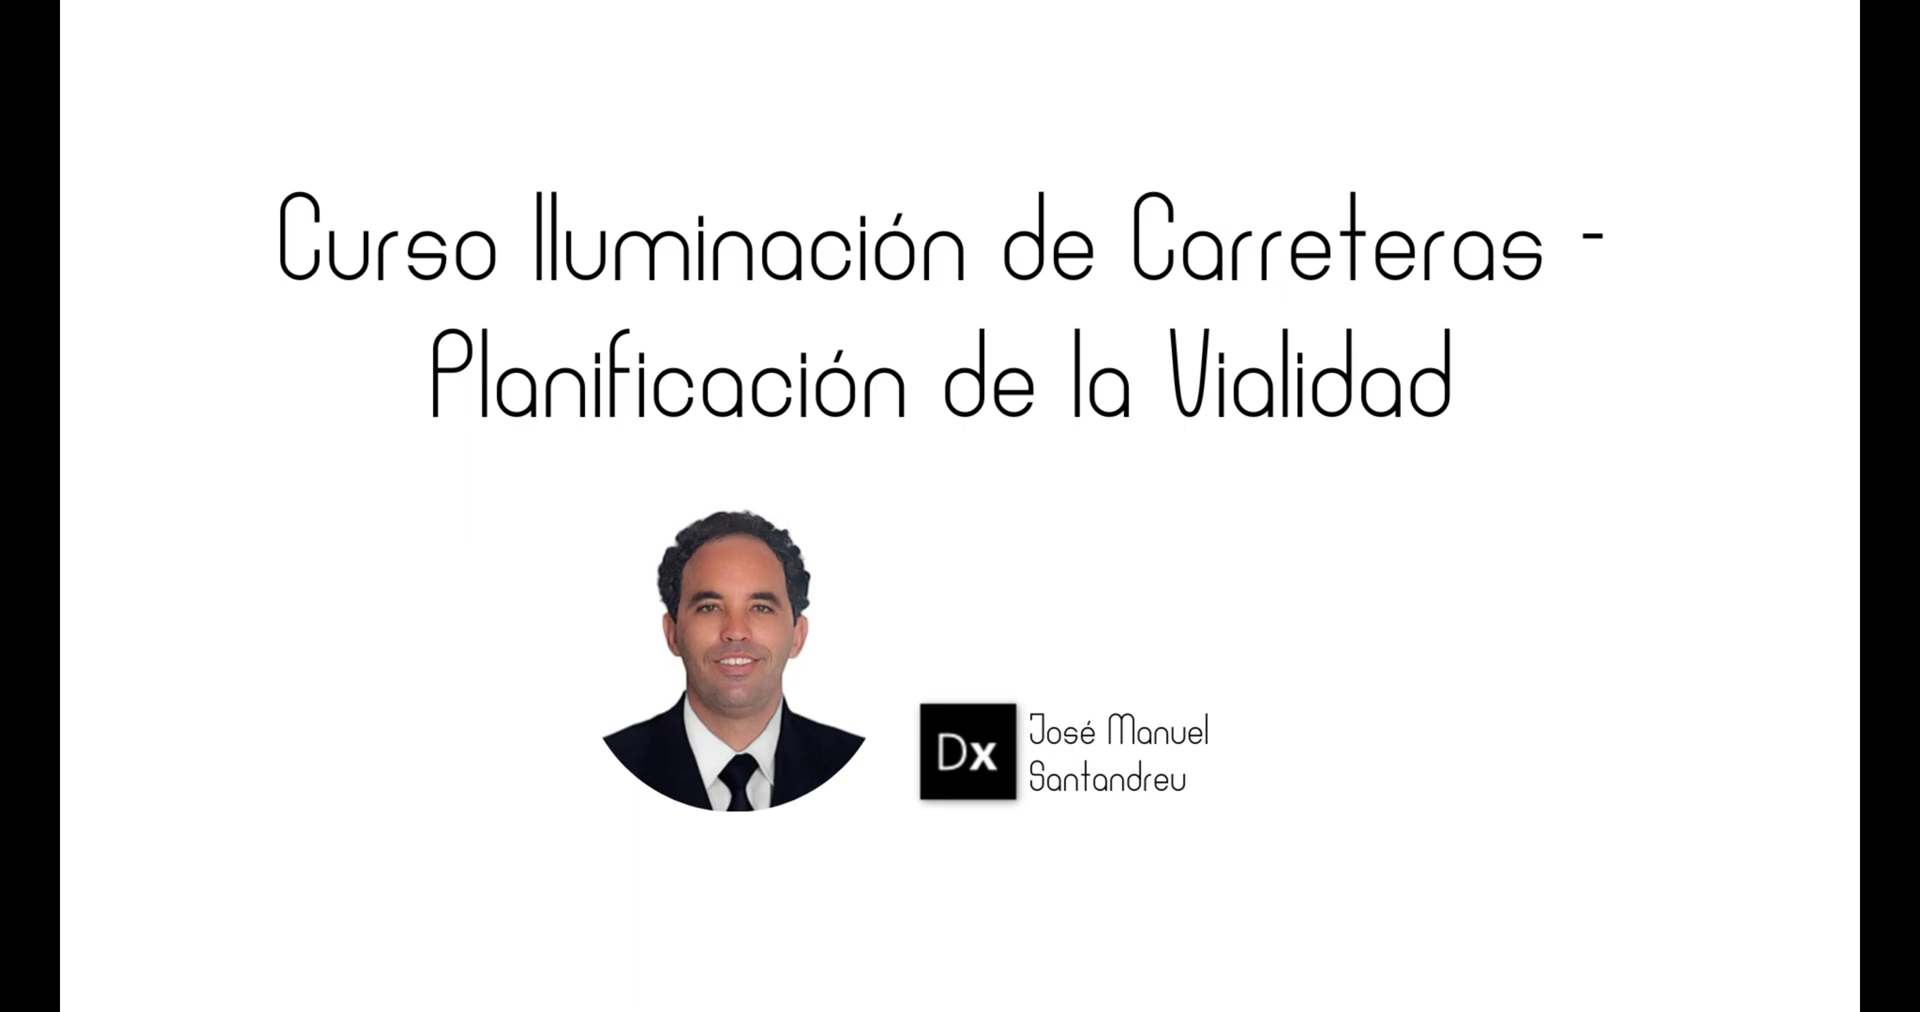 Curso Iluminación de Carreteras -
Planificación de la Vialidad
Dx
José Manuel
Santandreu